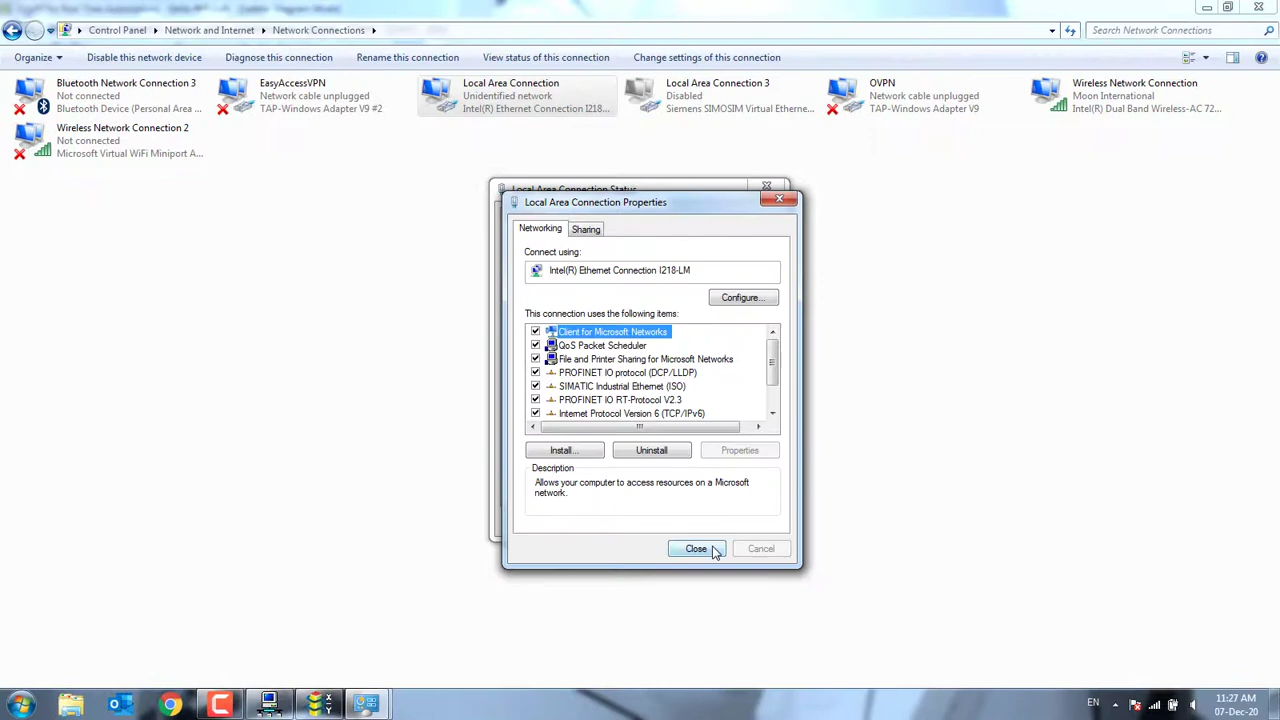 Control Panel
Network and Internet
Network Connections
Search Network Connections
Organize
Disable this network device
Diagnose this connection
Rename this connection
View status of this connection
Change settings of this connection
Bluetooth Network Connection 3
Not connected
Bluetooth Device (Personal Area ...
EasyAccessVPN
Network cable unplugged
TAP-Windows Adapter V9 #2
Local Area Connection
Unidentified network
Intel(R) Ethernet Connection I218...
Local Area Connection 3
Disabled
Siemens SIMOSIM Virtual Etherne...
OVPN
Network cable unplugged
TAP-Windows Adapter V9
Wireless Network Connection
Moon International
Intel(R) Dual Band Wireless-AC 72...
Wireless Network Connection 2
Not connected
Microsoft Virtual WiFi Miniport A...
Local Area Connection Status
Local Area Connection Properties
Networking
Sharing
Connect using:
Intel(R) Ethernet Connection I218-LM
Configure...
This connection uses the following items:
Client for Microsoft Networks
QoS Packet Scheduler
File and Printer Sharing for Microsoft Networks
PROFINET IO protocol (DCP/LLDP)
SIMATIC Industrial Ethernet (ISO)
PROFINET IO RT-Protocol V2.3
Internet Protocol Version 6 (TCP/IPv6)
Install...
Uninstall
Properties
Description
Allows your computer to access resources on a Microsoft
network.
Close
Cancel
EN
11:27 AM
07-Dec-20